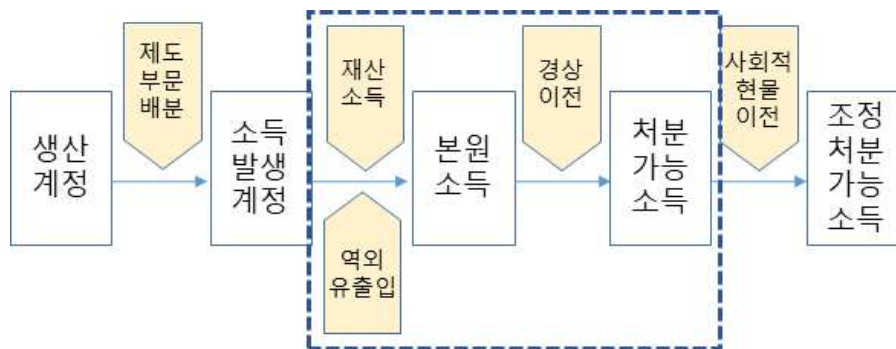 생산
계정
제도
부문
배분
소득
발생
계정
재산
소득
역외
유출입
본원
소득
경상
이전
처분
가능
소득
사회적
현물
이전
조정
처분
가능
소득